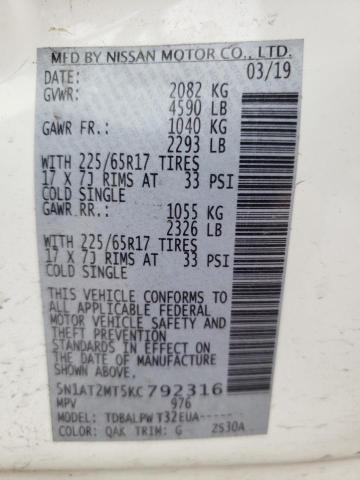 MFD BY NISSAN MOTOR CO., LTD.
DATE: 03/19
GVWR: 2082 KG
4590 LB
GAWR FR.: 1040 KG
2293 LB
WITH 225/65R17 TIRES
17 X 7J RIMS AT 33 PSI
COLD SINGLE
GAWR RR.: 1055 KG
2326 LB
WITH 225/65R17 TIRES
17 X 7J RIMS AT 33 PSI
COLD SINGLE
THIS VEHICLE CONFORMS TO
ALL APPLICABLE FEDERAL
MOTOR VEHICLE SAFETY AND
THEFT PREVENTION
STANDARDS IN EFFECT ON
THE DATE OF MANUFACTURE
SHOWN ABOVE.
5N1AT2MT5KC792316
MPV 976
MODEL: TDBALPW T32EUA-----
COLOR: QAK TRIM: G 2S30A